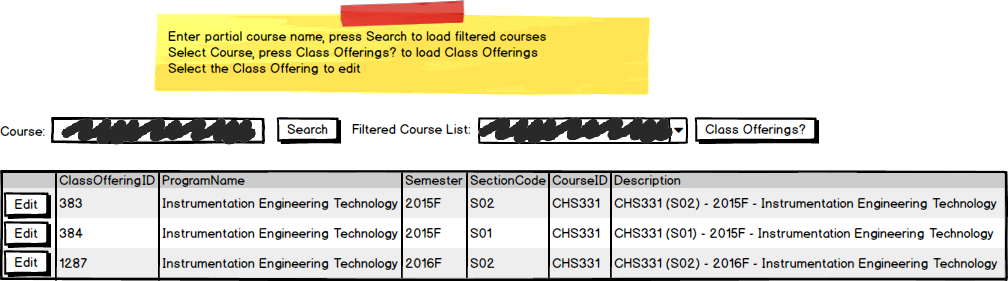 Enter partial course name, press Search to load filtered courses
Select Course, press Class Offerings? to load Class Offerings
Select the Class Offering to edit
Course: Search Filtered Course List: Class Offerings?
ClassOfferingID ProgramName Semester SectionCode CourseID Description
Edit 383 Instrumentation Engineering Technology 2015F S02 CHS331 CHS331 (S02) - 2015F - Instrumentation Engineering Technology
Edit 384 Instrumentation Engineering Technology 2015F S01 CHS331 CHS331 (S01) - 2015F - Instrumentation Engineering Technology
Edit 1287 Instrumentation Engineering Technology 2016F S02 CHS331 CHS331 (S02) - 2016F - Instrumentation Engineering Technology